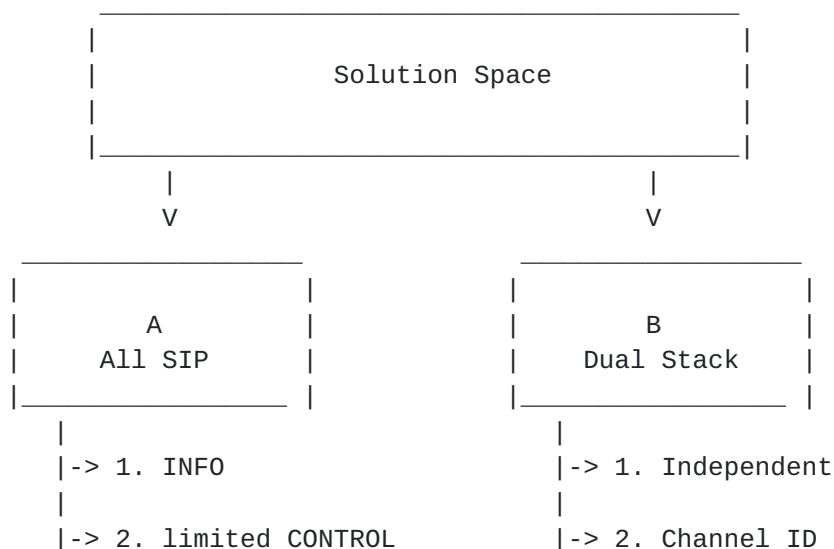 Solution Space
V V
A B
All SIP Dual Stack
|-> 1. INFO |-> 1. Independent
|-> 2. limited CONTROL |-> 2. Channel ID